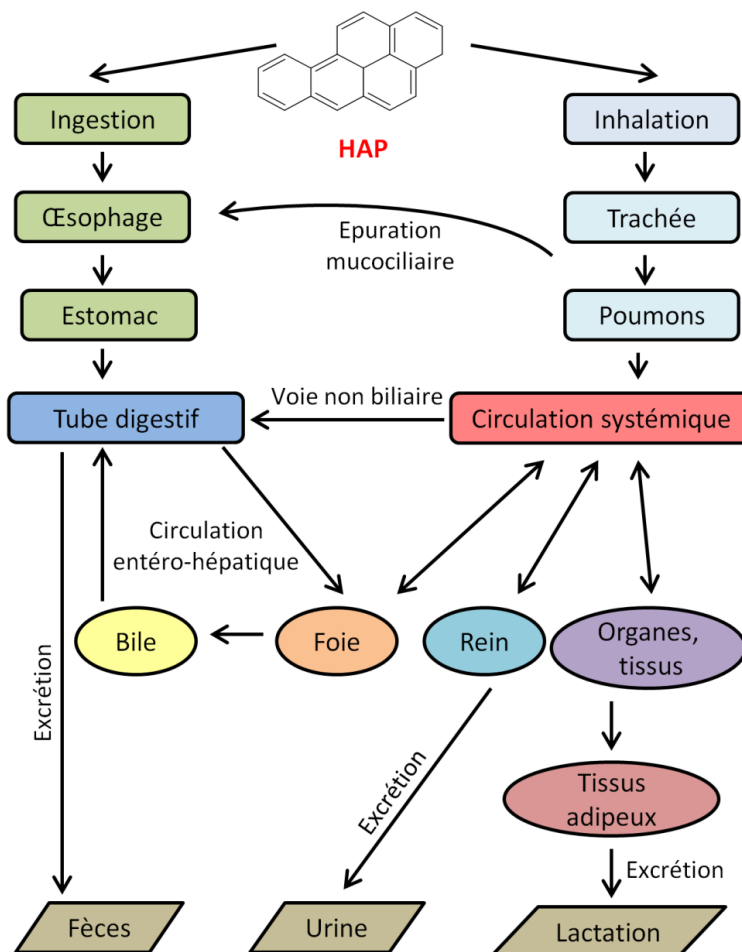 Ingestion
HAP
Inhalation
Œsophage
Epuration
mucociliaire
Trachée
Estomac
Poumons
Tube digestif
Voie non biliaire
Circulation systémique
Circulation
entéro-hépatique
Bile
Foie
Rein
Organes,
tissus
Excrétion
Excrétion
Tissus
adipeux
Excrétion
Fèces
Urine
Lactation